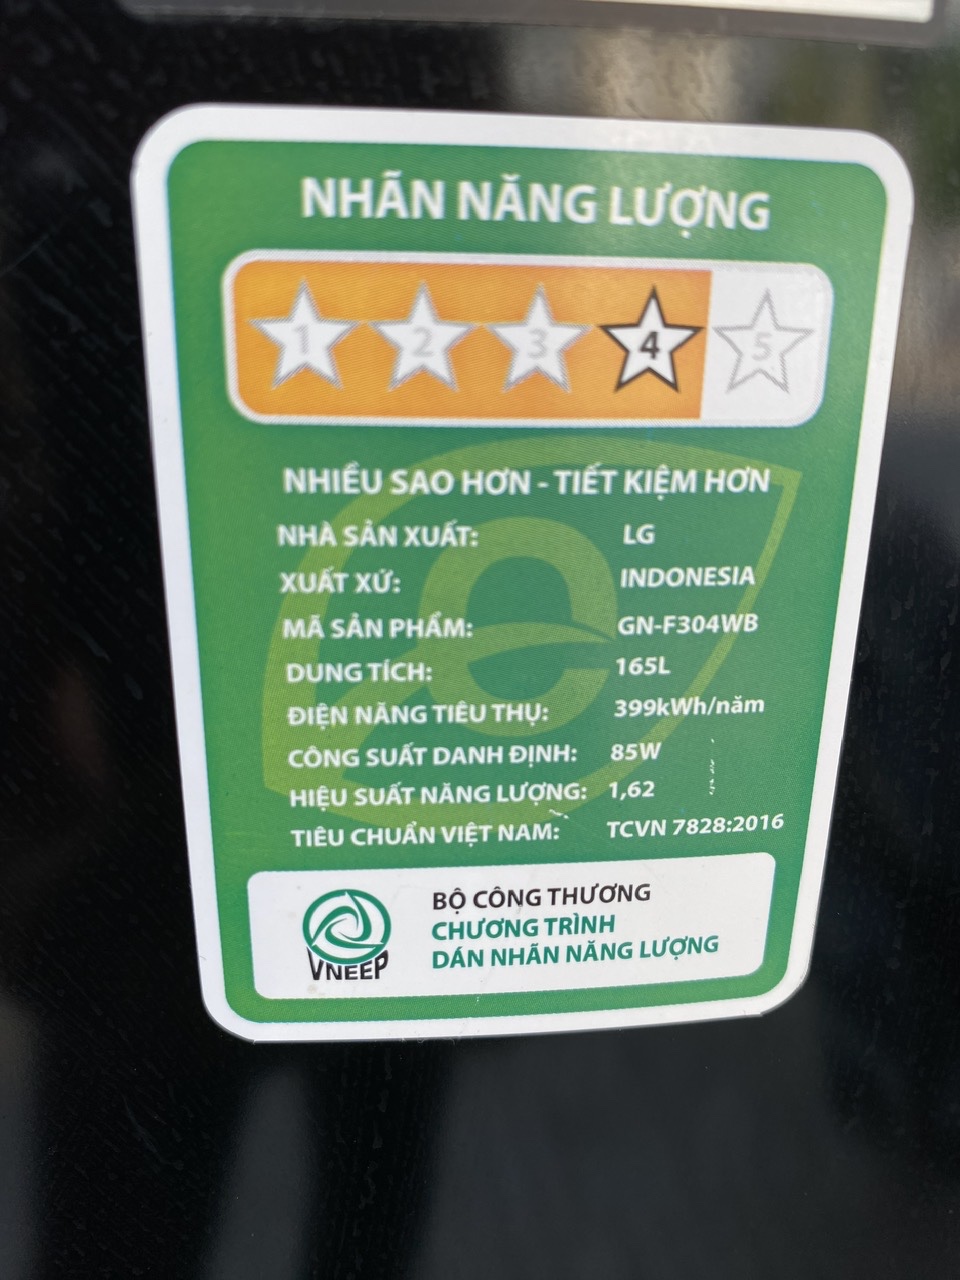 NHÃN NĂNG LƯỢNG
1 2 3 4 5
NHIỀU SAO HƠN - TIẾT KIỆM HƠN
NHÀ SẢN XUẤT: LG
XUẤT XỨ: INDONESIA
MÃ SẢN PHẨM: GN-F304WB
DUNG TÍCH: 165L
ĐIỆN NĂNG TIÊU THỤ: 399kWh/năm
CÔNG SUẤT DANH ĐỊNH: 85W
HIỆU SUẤT NĂNG LƯỢNG: 1,62
TIÊU CHUẨN VIỆT NAM: TCVN 7828:2016
BỘ CÔNG THƯƠNG
CHƯƠNG TRÌNH
DÁN NHÃN NĂNG LƯỢNG
VNEEP